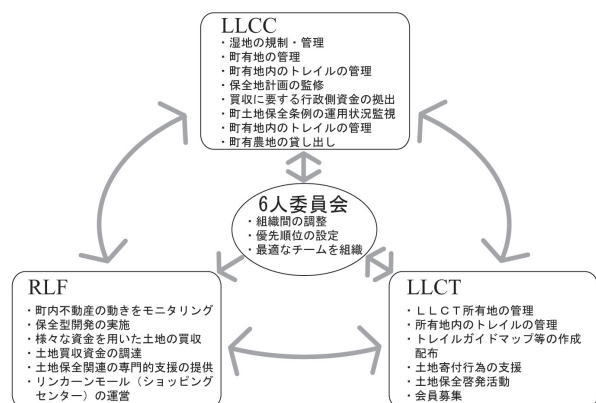 LLCC
・湿地の規制・管理
・町有地の管理
・町有地内のトレイルの管理
・保全地計画の監修
・買収に要する行政側資金の拠出
・町土地保全条例の運用状況監視
・町有地内のトレイルの管理
・町有農地の貸し出し
6人委員会
・組織間の調整
・優先順位の設定
・最適なチームを組織
RLF
・町内不動産の動きをモニタリング
・保全型開発の実施
・様々な資金を用いた土地の買収
・土地買収資金の調達
・土地保全関連の専門的支援の提供
・リンカーンモール（ショッピング
センター）の運営
LLCT
・ＬＬＣＴ所有地の管理
・所有地内のトレイルの管理
・トレイルガイドマップ等の作成
配布
・土地寄付行為の支援
・土地保全啓発活動
・会員募集